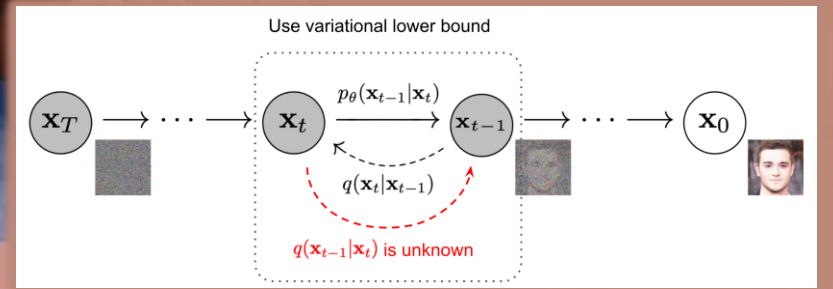 Use variational lower bound
p_θ(x_{t−1}|x_t)
x_T → ··· → x_t → x_{t−1} → ··· → x_0
q(x_t|x_{t−1})
q(x_{t−1}|x_t) is unknown